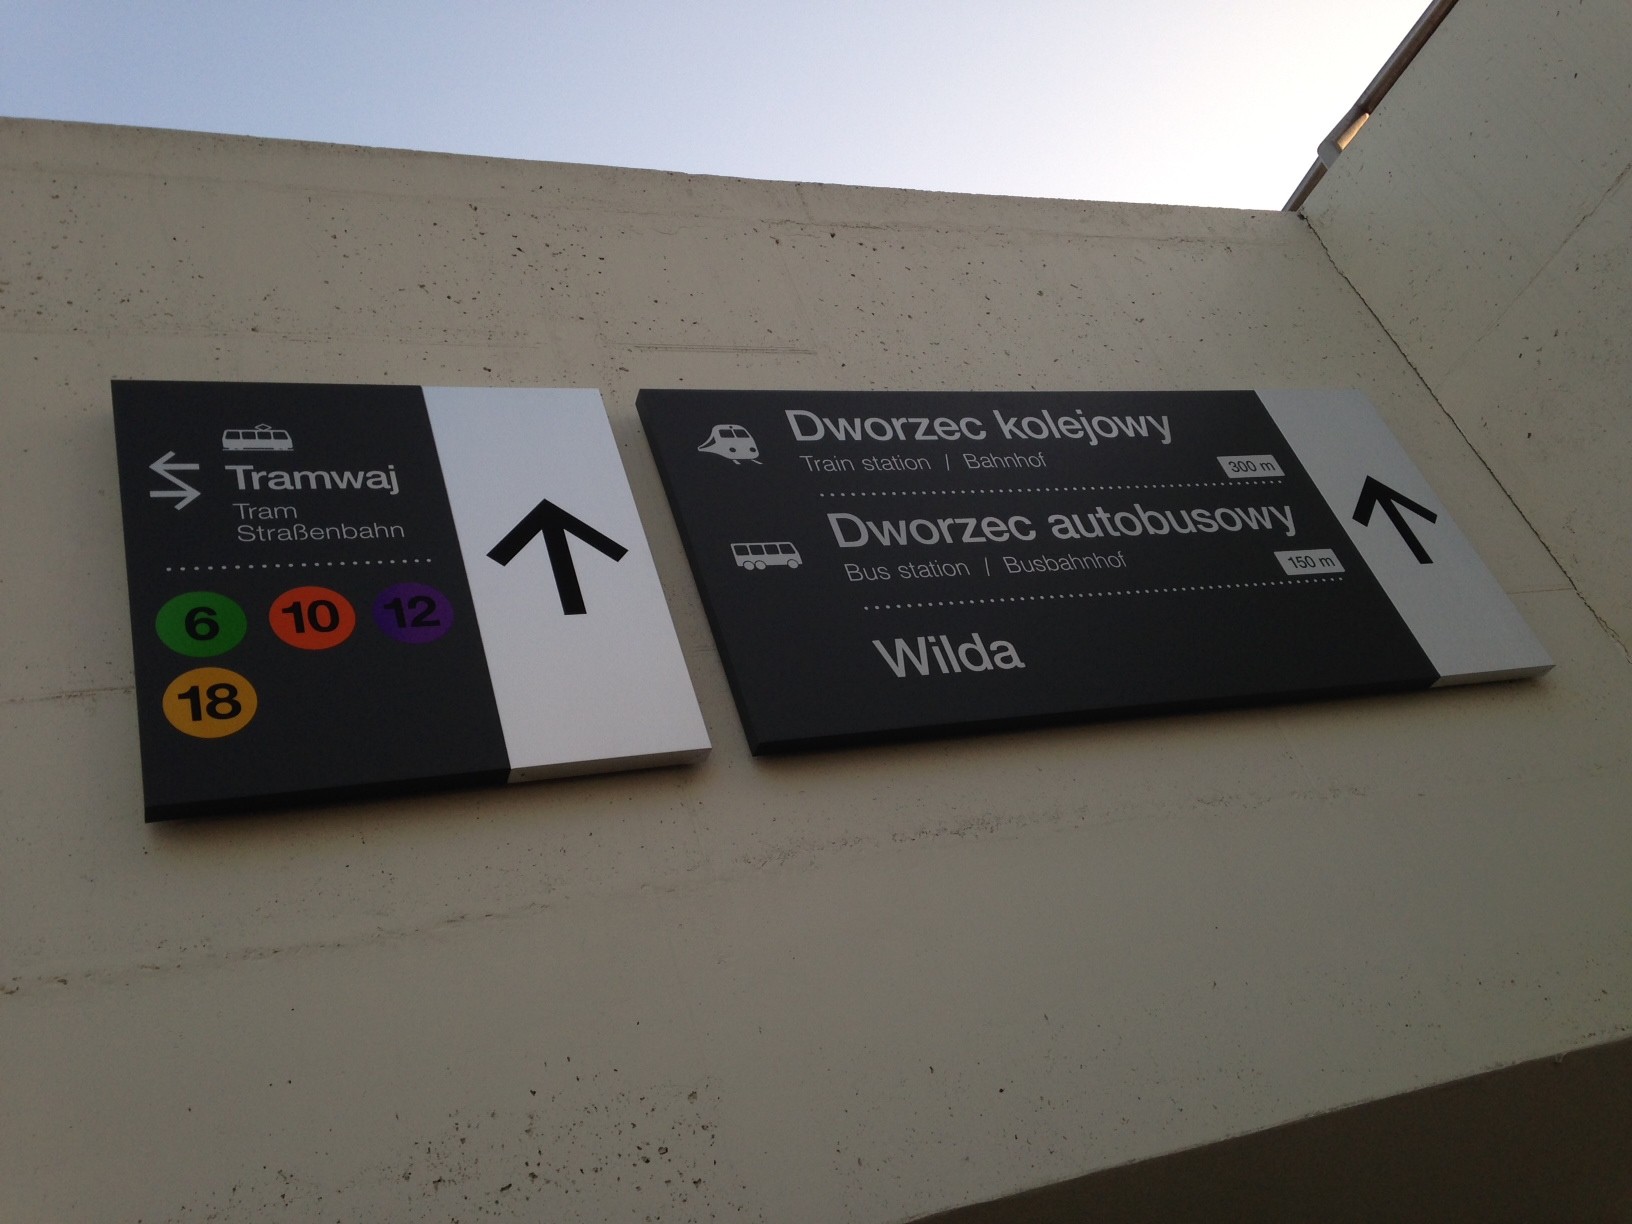 Tramwaj
Tram
Straßenbahn
6 10 12
18
Dworzec kolejowy
Train station / Bahnhof
300 m
Dworzec autobusowy
Bus station / Busbahnhof
150 m
Wilda